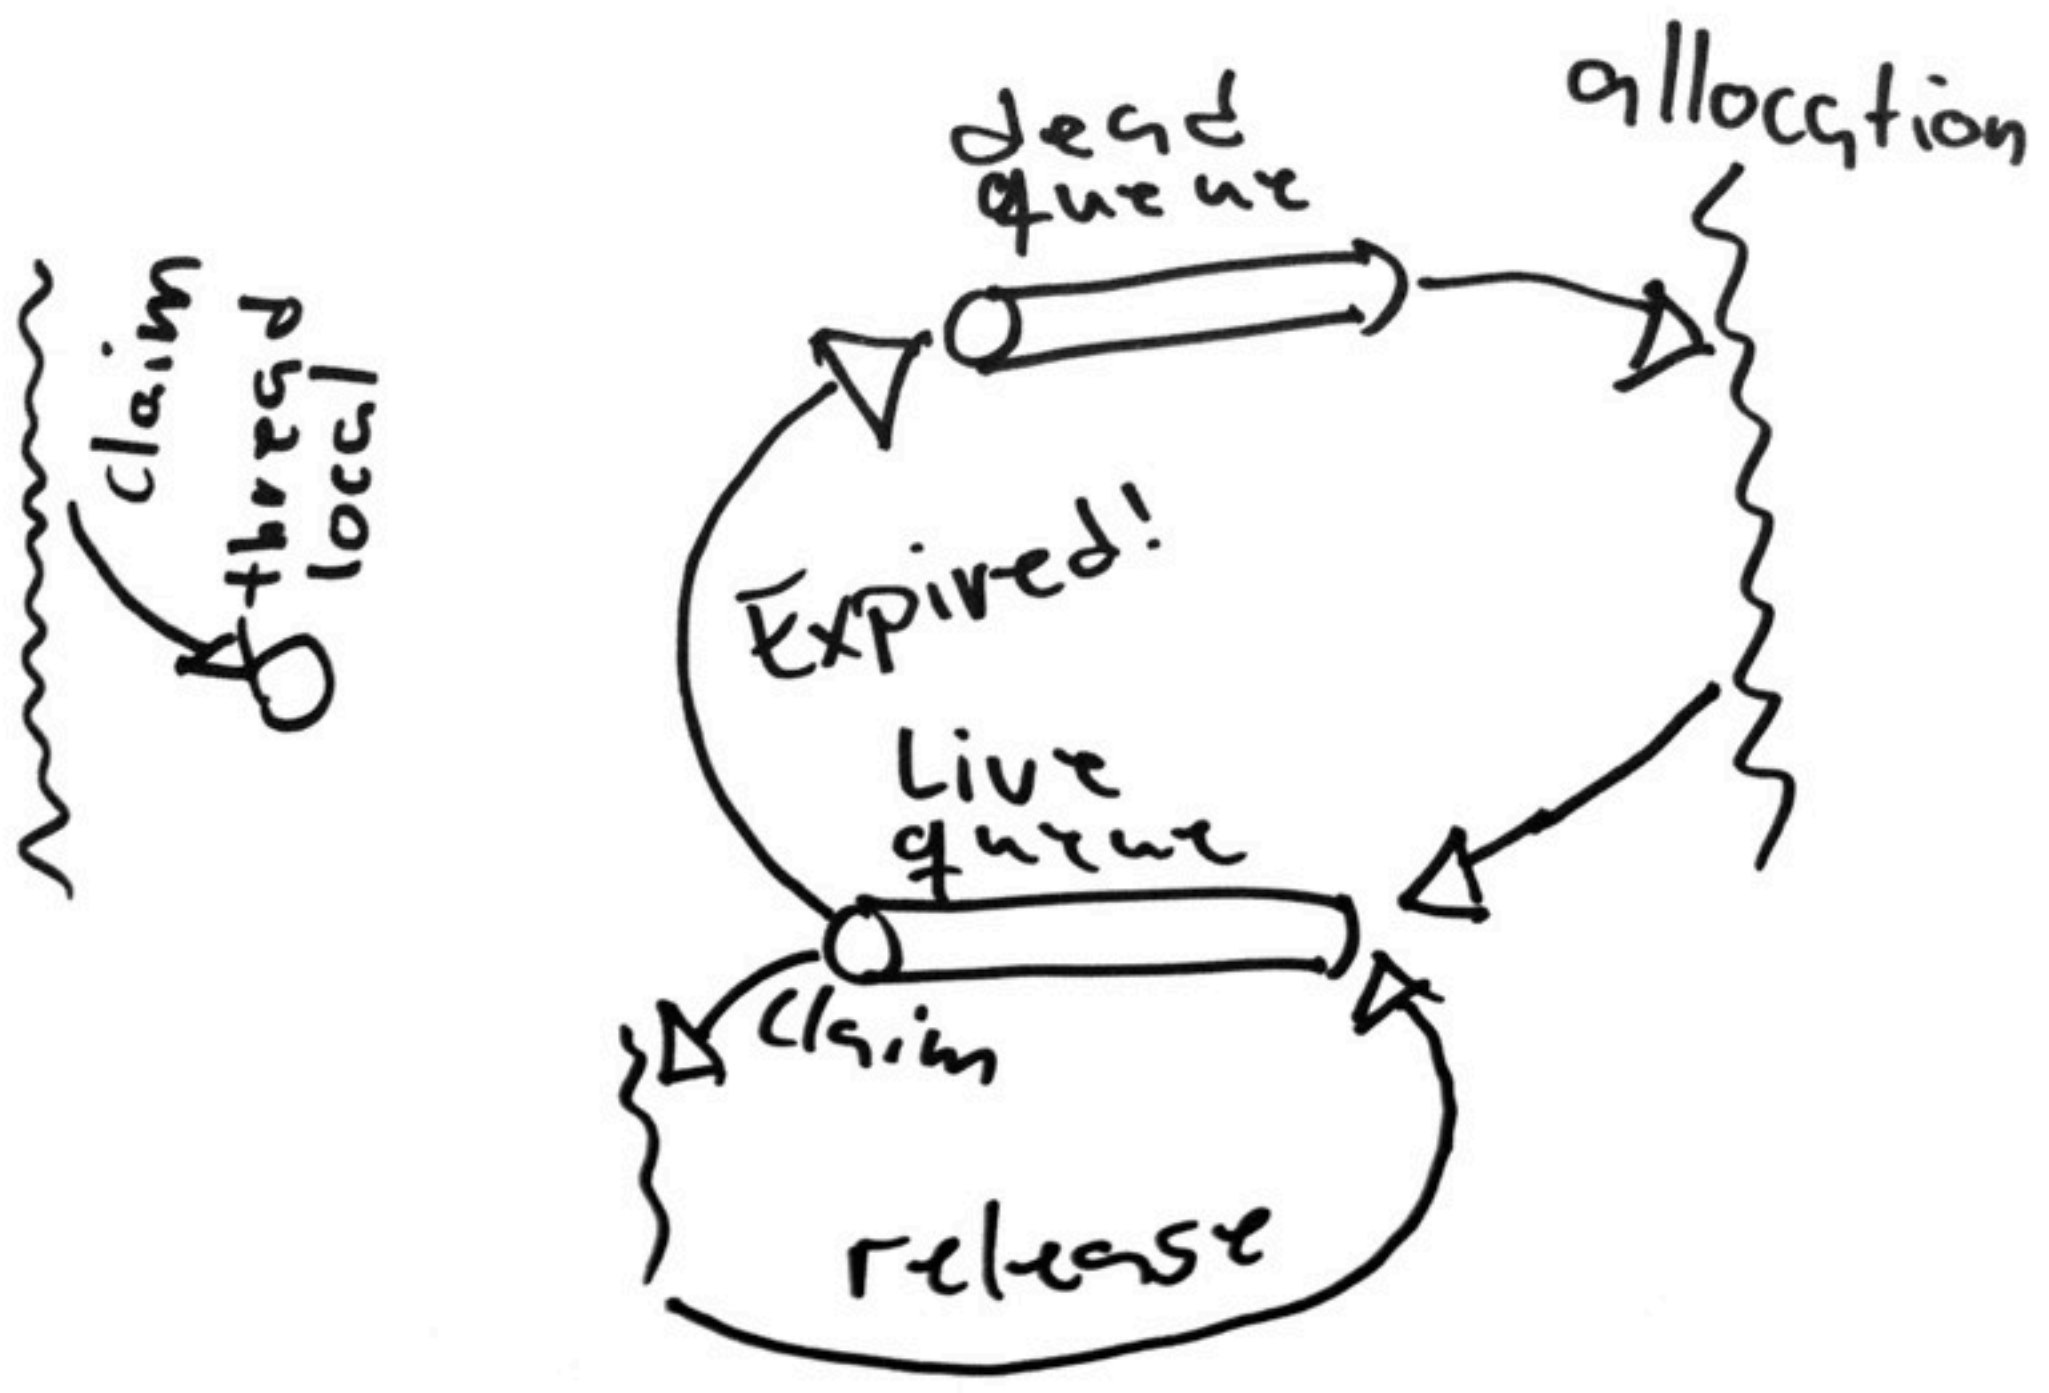 allocation
dead
queue
claim
thread
local
Expired!
Live
queue
claim
release